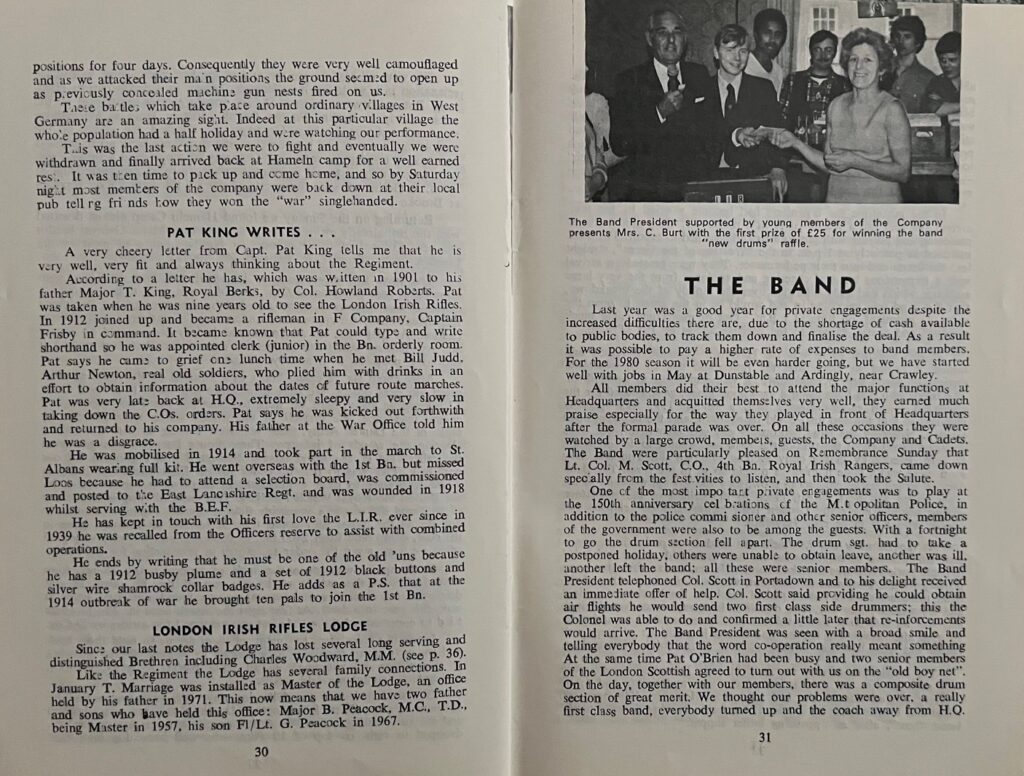 positions for four days. Consequently they were very well camouflaged
and as we attacked their main positions the ground seemed to open up
as previously concealed machine gun nests fired on us.
These battles which take place around ordinary villages in West
Germany are an amazing sight. Indeed at this particular village the
whole population had a half holiday and were watching our performance.
This was the last action we were to fight and eventually we were
withdrawn and finally arrived back at Hameln camp for a well earned
rest. It was then time to pack up and come home, and so by Saturday
night most members of the company were back down at their local
pub telling friends how they won the "war" singlehanded.
PAT KING WRITES . . .
A very cheery letter from Capt. Pat King tells me that he is
very well, very fit and always thinking about the Regiment.
According to a letter he has, which was written in 1901 to his
father Major T. King, Royal Berks, by Col. Howland Roberts. Pat
was taken when he was nine years old to see the London Irish Rifles.
In 1912 joined up and became a rifleman in F Company, Captain
Frisby in command. It became known that Pat could type and write
shorthand so he was appointed clerk (junior) in the Bn. orderly room.
Pat says he came to grief one lunch time when he met Bill Judd,
Arthur Newton, real old soldiers, who plied him with drinks in an
effort to obtain information about the dates of future route marches.
Pat was very late back at H.Q., extremely sleepy and very slow in
taking down the C.Os. orders. Pat says he was kicked out forthwith
and returned to his company. His father at the War Office told him
he was a disgrace.
He was mobilised in 1914 and took part in the march to St.
Albans wearing full kit. He went overseas with the 1st Bn. but missed
Loos because he had to attend a selection board, was commissioned
and posted to the East Lancashire Regt. and was wounded in 1918
whilst serving with the B.E.F.
He has kept in touch with his first love the L.I.R. ever since in
1939 he was recalled from the Officers reserve to assist with combined
operations.
He ends by writing that he must be one of the old 'uns because
he has a 1912 busby plume and a set of 1912 black buttons and
silver wire shamrock collar badges. He adds as a P.S. that at the
1914 outbreak of war he brought ten pals to join the 1st Bn.
LONDON IRISH RIFLES LODGE
Since our last notes the Lodge has lost several long serving and
distinguished Brethren including Charles Woodward, M.M. (see p. 36).
Like the Regiment the Lodge has several family connections. In
January T. Marriage was installed as Master of the Lodge, an office
held by his father in 1971. This now means that we have two father
and sons who have held this office: Major B. Peacock, M.C., T.D.,
being Master in 1957, his son Fl/Lt. G. Peacock in 1967.
30
The Band President supported by young members of the Company
presents Mrs. C. Burt with the first prize of £25 for winning the band
"new drums" raffle.
THE BAND
Last year was a good year for private engagements despite the
increased difficulties there are, due to the shortage of cash available
to public bodies, to track them down and finalise the deal. As a result
it was possible to pay a higher rate of expenses to band members.
For the 1980 season it will be even harder going, but we have started
well with jobs in May at Dunstable and Ardingly, near Crawley.
All members did their best to attend the major functions at
Headquarters and acquitted themselves very well, they earned much
praise especially for the way they played in front of Headquarters
after the formal parade was over. On all these occasions they were
watched by a large crowd, members, guests, the Company and Cadets.
The Band were particularly pleased on Remembrance Sunday that
Lt. Col. M. Scott, C.O., 4th Bn. Royal Irish Rangers, came down
specially from the festivities to listen, and then took the Salute.
One of the most important private engagements was to play at
the 150th anniversary celebrations of the Metropolitan Police, in
addition to the police commissioner and other senior officers, members
of the government were also to be among the guests. With a fortnight
to go the drum section fell apart. The drum sgt. had to take a
postponed holiday, others were unable to obtain leave, another was ill,
another left the band; all these were senior members. The Band
President telephoned Col. Scott in Portadown and to his delight received
an immediate offer of help. Col. Scott said providing he could obtain
air flights he would send two first class side drummers; this the
Colonel was able to do and confirmed a little later that re-inforcements
would arrive. The Band President was seen with a broad smile and
telling everybody that the word co-operation really meant something
At the same time Pat O'Brien had been busy and two senior members
of the London Scottish agreed to turn out with us on the "old boy net".
On the day, together with our members, there was a composite drum
section of great merit. We thought our problems were over, a really
first class band, everybody turned up and the coach away from H.Q.
31